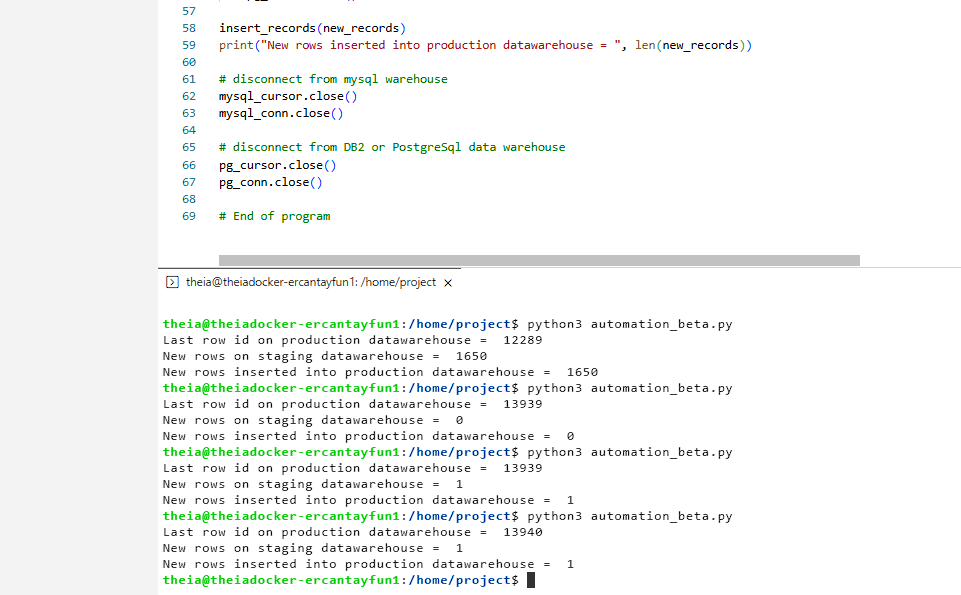 57
58 insert_records(new_records)
59 print("New rows inserted into production datawarehouse = ", len(new_records))
60
61 # disconnect from mysql warehouse
62 mysql_cursor.close()
63 mysql_conn.close()
64
65 # disconnect from DB2 or PostgreSql data warehouse
66 pg_cursor.close()
67 pg_conn.close()
68
69 # End of program
theia@theiadocker-ercantayfun1: /home/project ×
theia@theiadocker-ercantayfun1:/home/project$ python3 automation_beta.py
Last row id on production datawarehouse =  12289
New rows on staging datawarehouse =  1650
New rows inserted into production datawarehouse =  1650
theia@theiadocker-ercantayfun1:/home/project$ python3 automation_beta.py
Last row id on production datawarehouse =  13939
New rows on staging datawarehouse =  0
New rows inserted into production datawarehouse =  0
theia@theiadocker-ercantayfun1:/home/project$ python3 automation_beta.py
Last row id on production datawarehouse =  13939
New rows on staging datawarehouse =  1
New rows inserted into production datawarehouse =  1
theia@theiadocker-ercantayfun1:/home/project$ python3 automation_beta.py
Last row id on production datawarehouse =  13940
New rows on staging datawarehouse =  1
New rows inserted into production datawarehouse =  1
theia@theiadocker-ercantayfun1:/home/project$